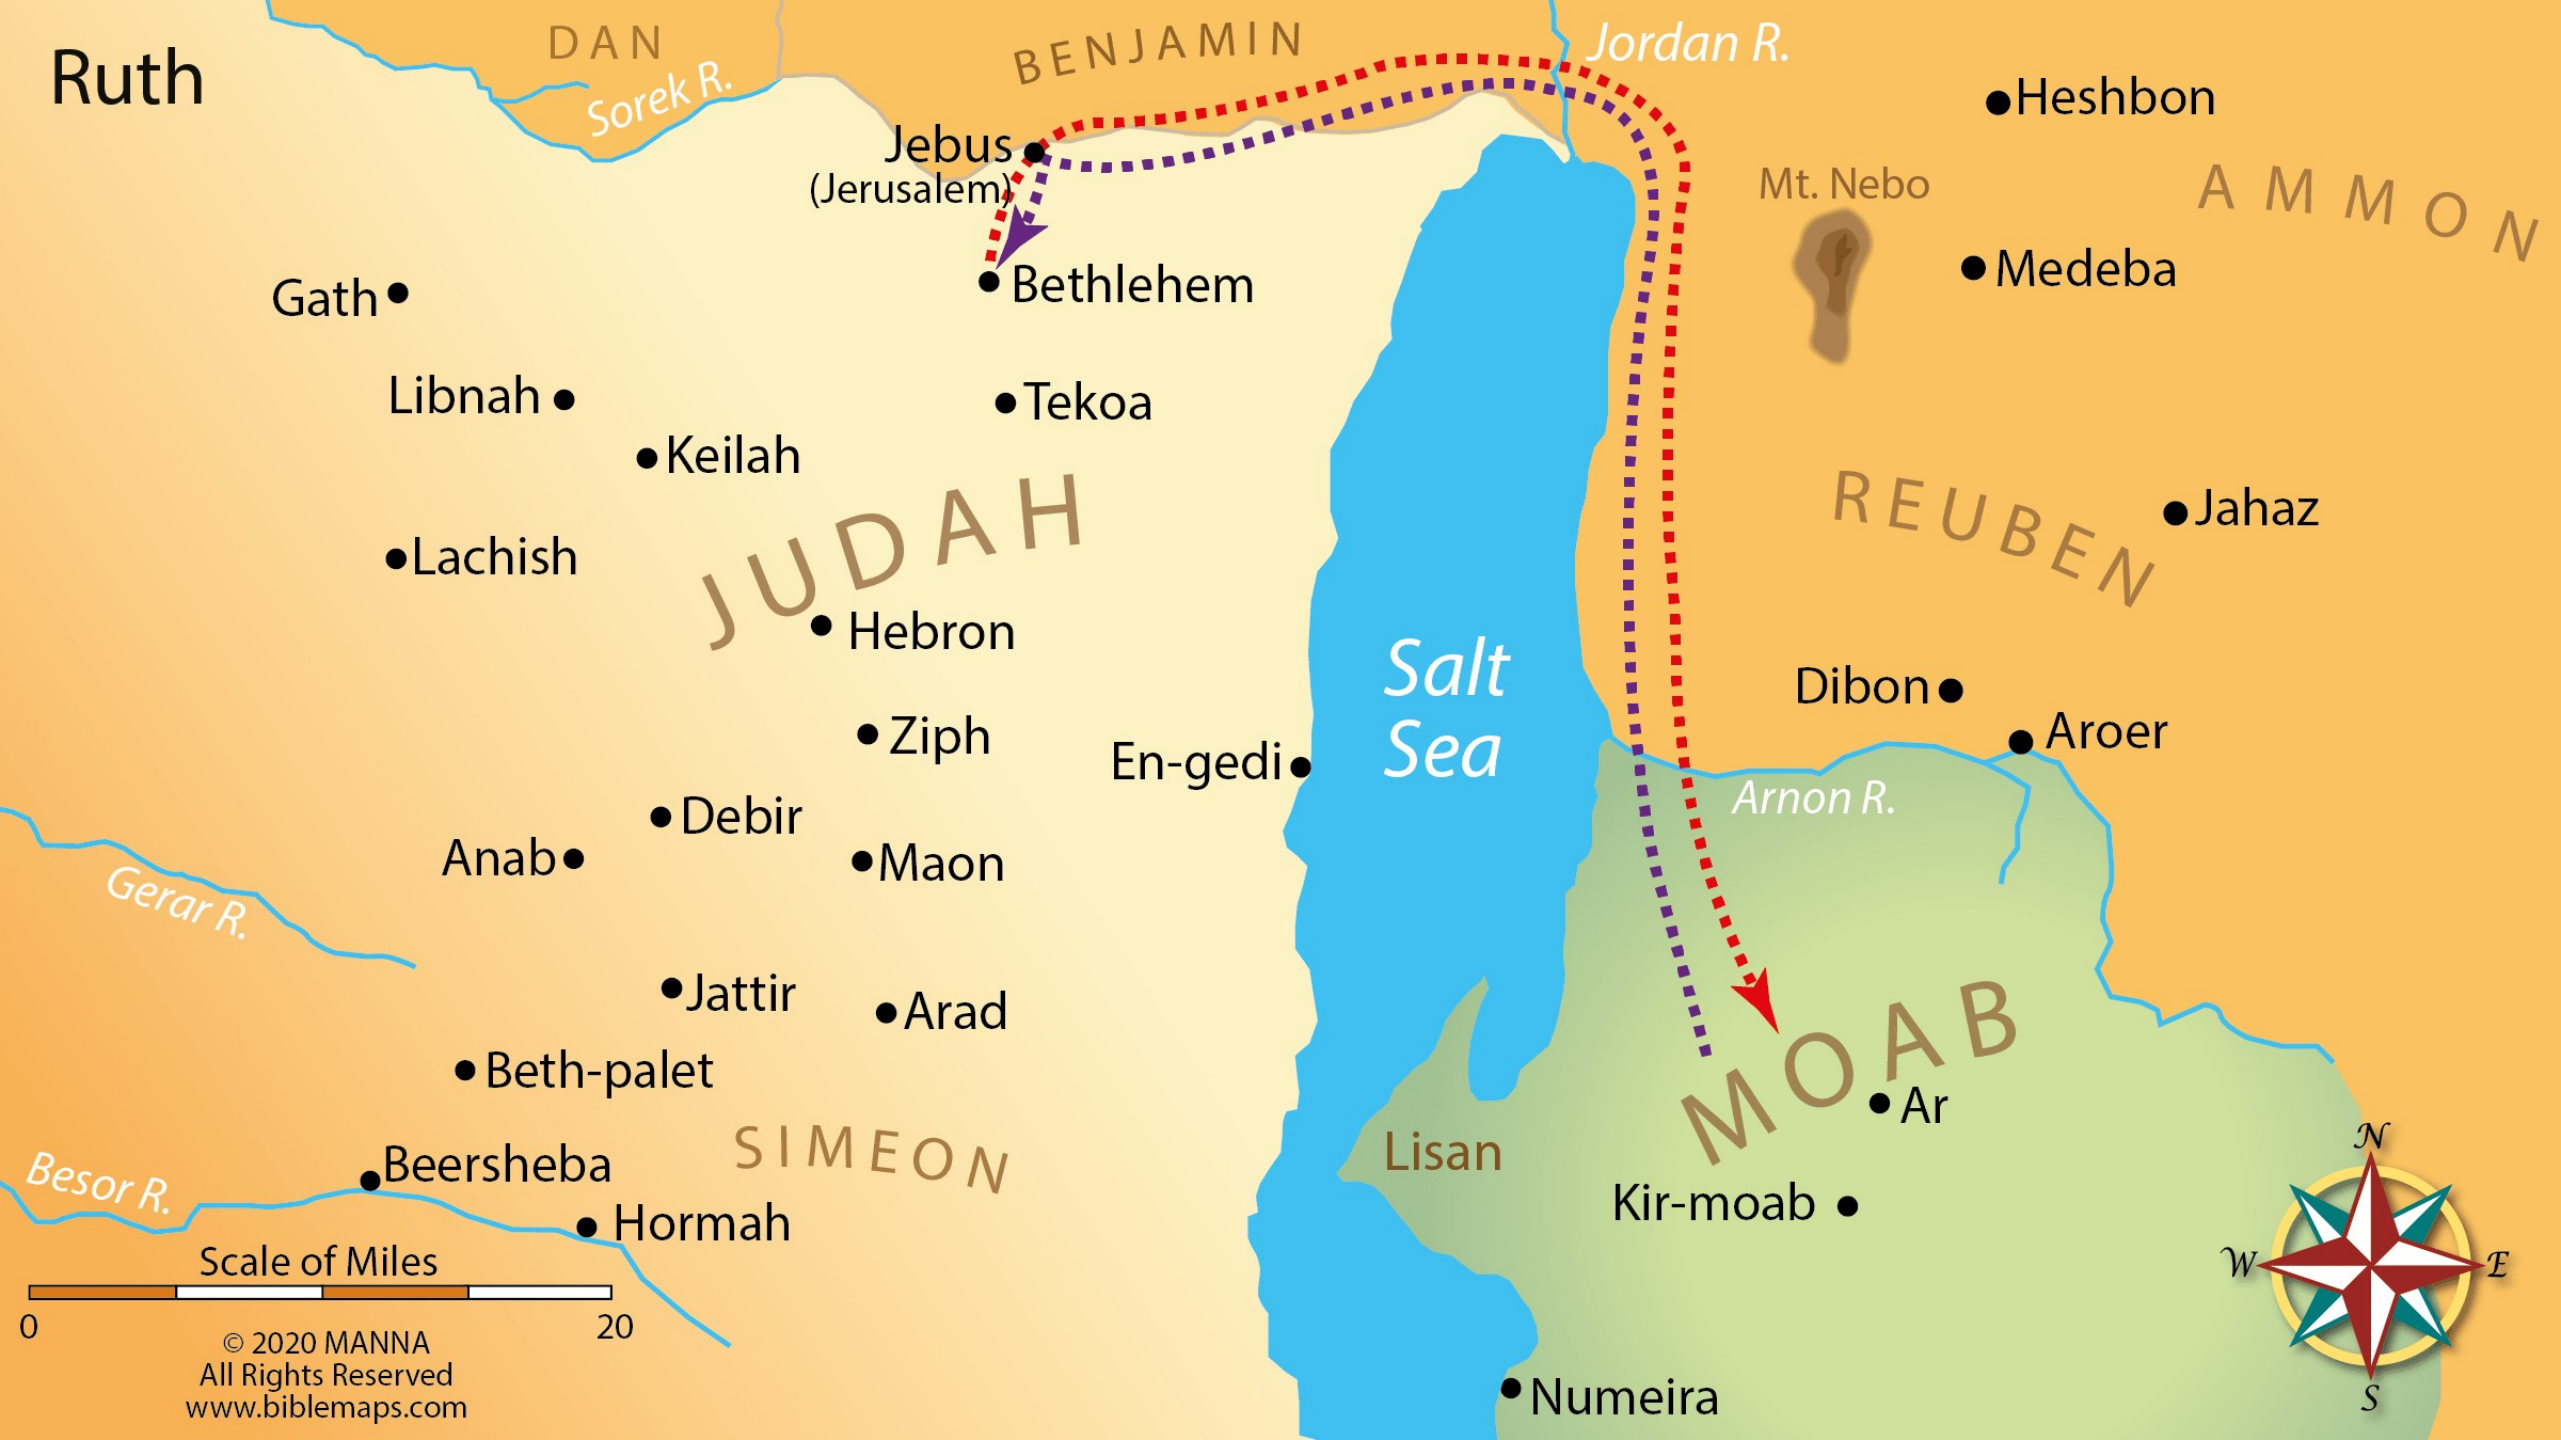 Ruth
DAN
Sorek R.
BENJAMIN
Jordan R.
Heshbon
Jebus
(Jerusalem)
Mt. Nebo
AMMON
Gath
Bethlehem
Medeba
Libnah
Tekoa
Keilah
JUDAH
REUBEN
Jahaz
Lachish
Hebron
Salt
Sea
Dibon
Aroer
Ziph
En-gedi
Arnon R.
Debir
Anab
Maon
Gerar R.
Jattir
Arad
MOAB
Beth-palet
Ar
SIMEON
Lisan
Beersheba
Besor R.
Kir-moab
Hormah
N
W
E
S
Scale of Miles
0
20
© 2020 MANNA
All Rights Reserved
www.biblemaps.com
Numeira